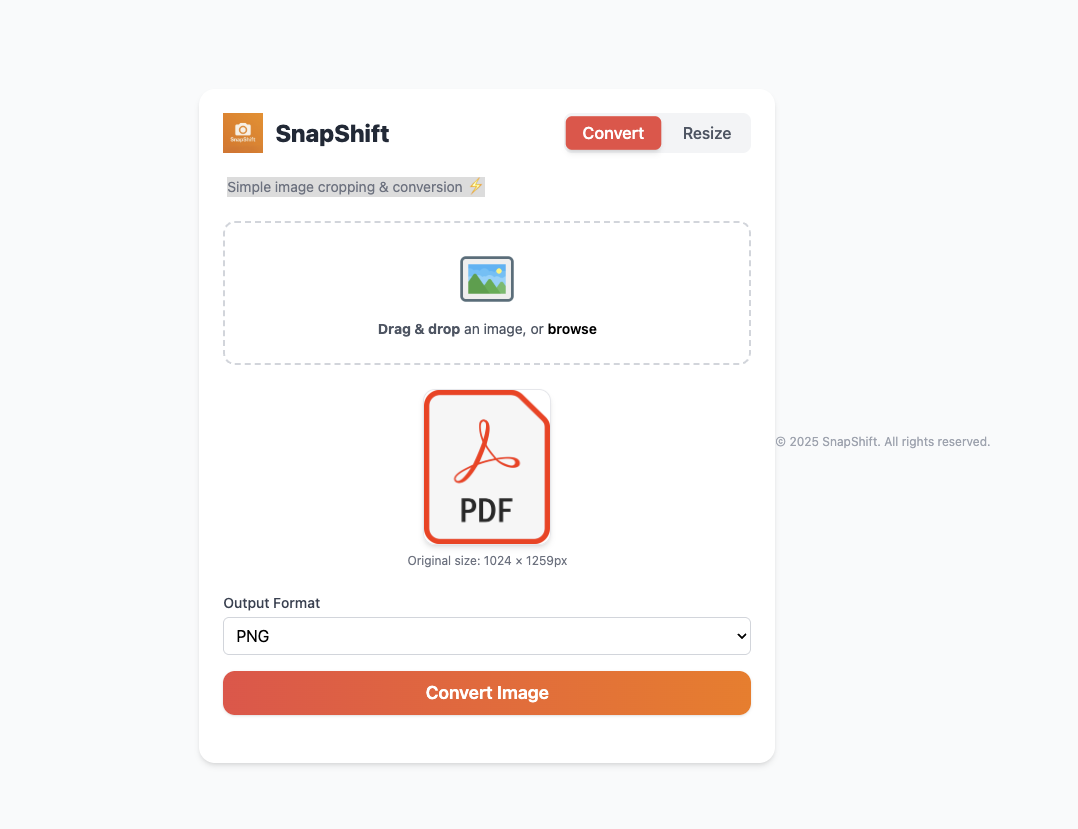 SnapShift
SnapShift
Convert
Resize
Simple image cropping & conversion ⚡
Drag & drop an image, or browse
PDF
Original size: 1024 × 1259px
© 2025 SnapShift. All rights reserved.
Output Format
PNG
Convert Image